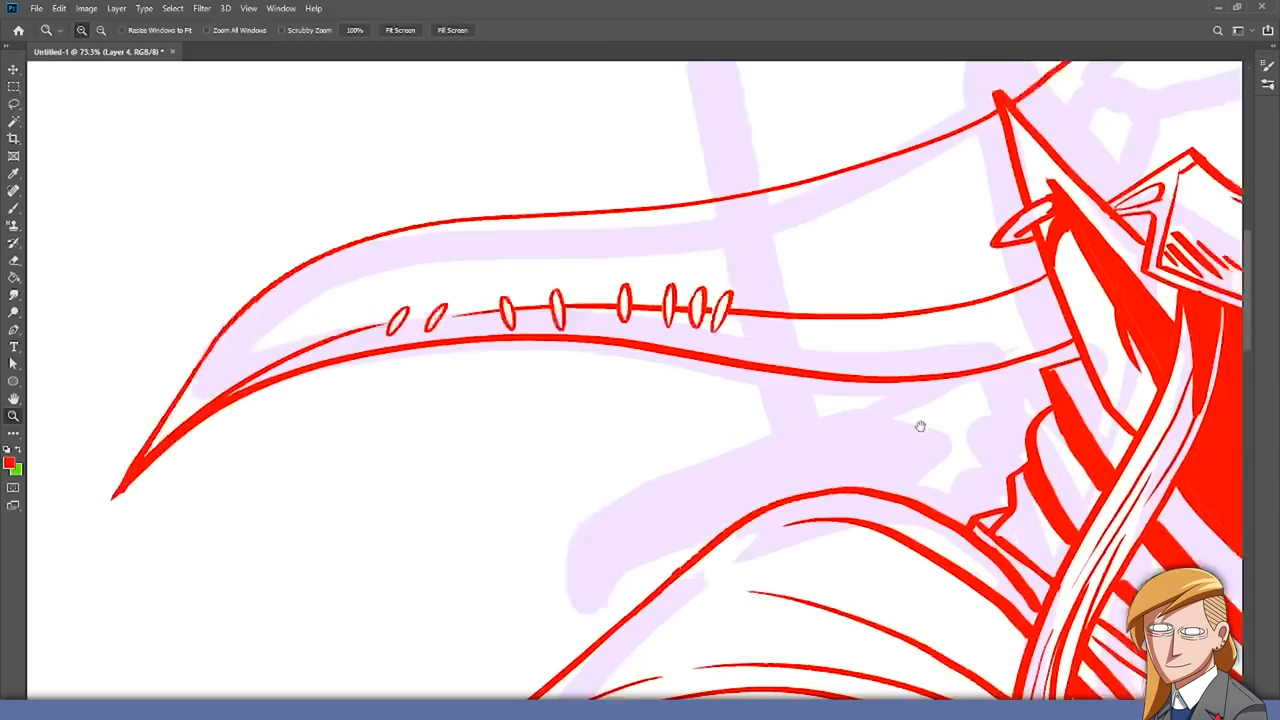 File Edit Image Layer Type Select Filter 3D View Window Help
Resize Windows to Fit Zoom All Windows Scrubby Zoom 100% Fit Screen Fill Screen
Untitled-1 @ 73.3% (Layer 4, RGB/8) *